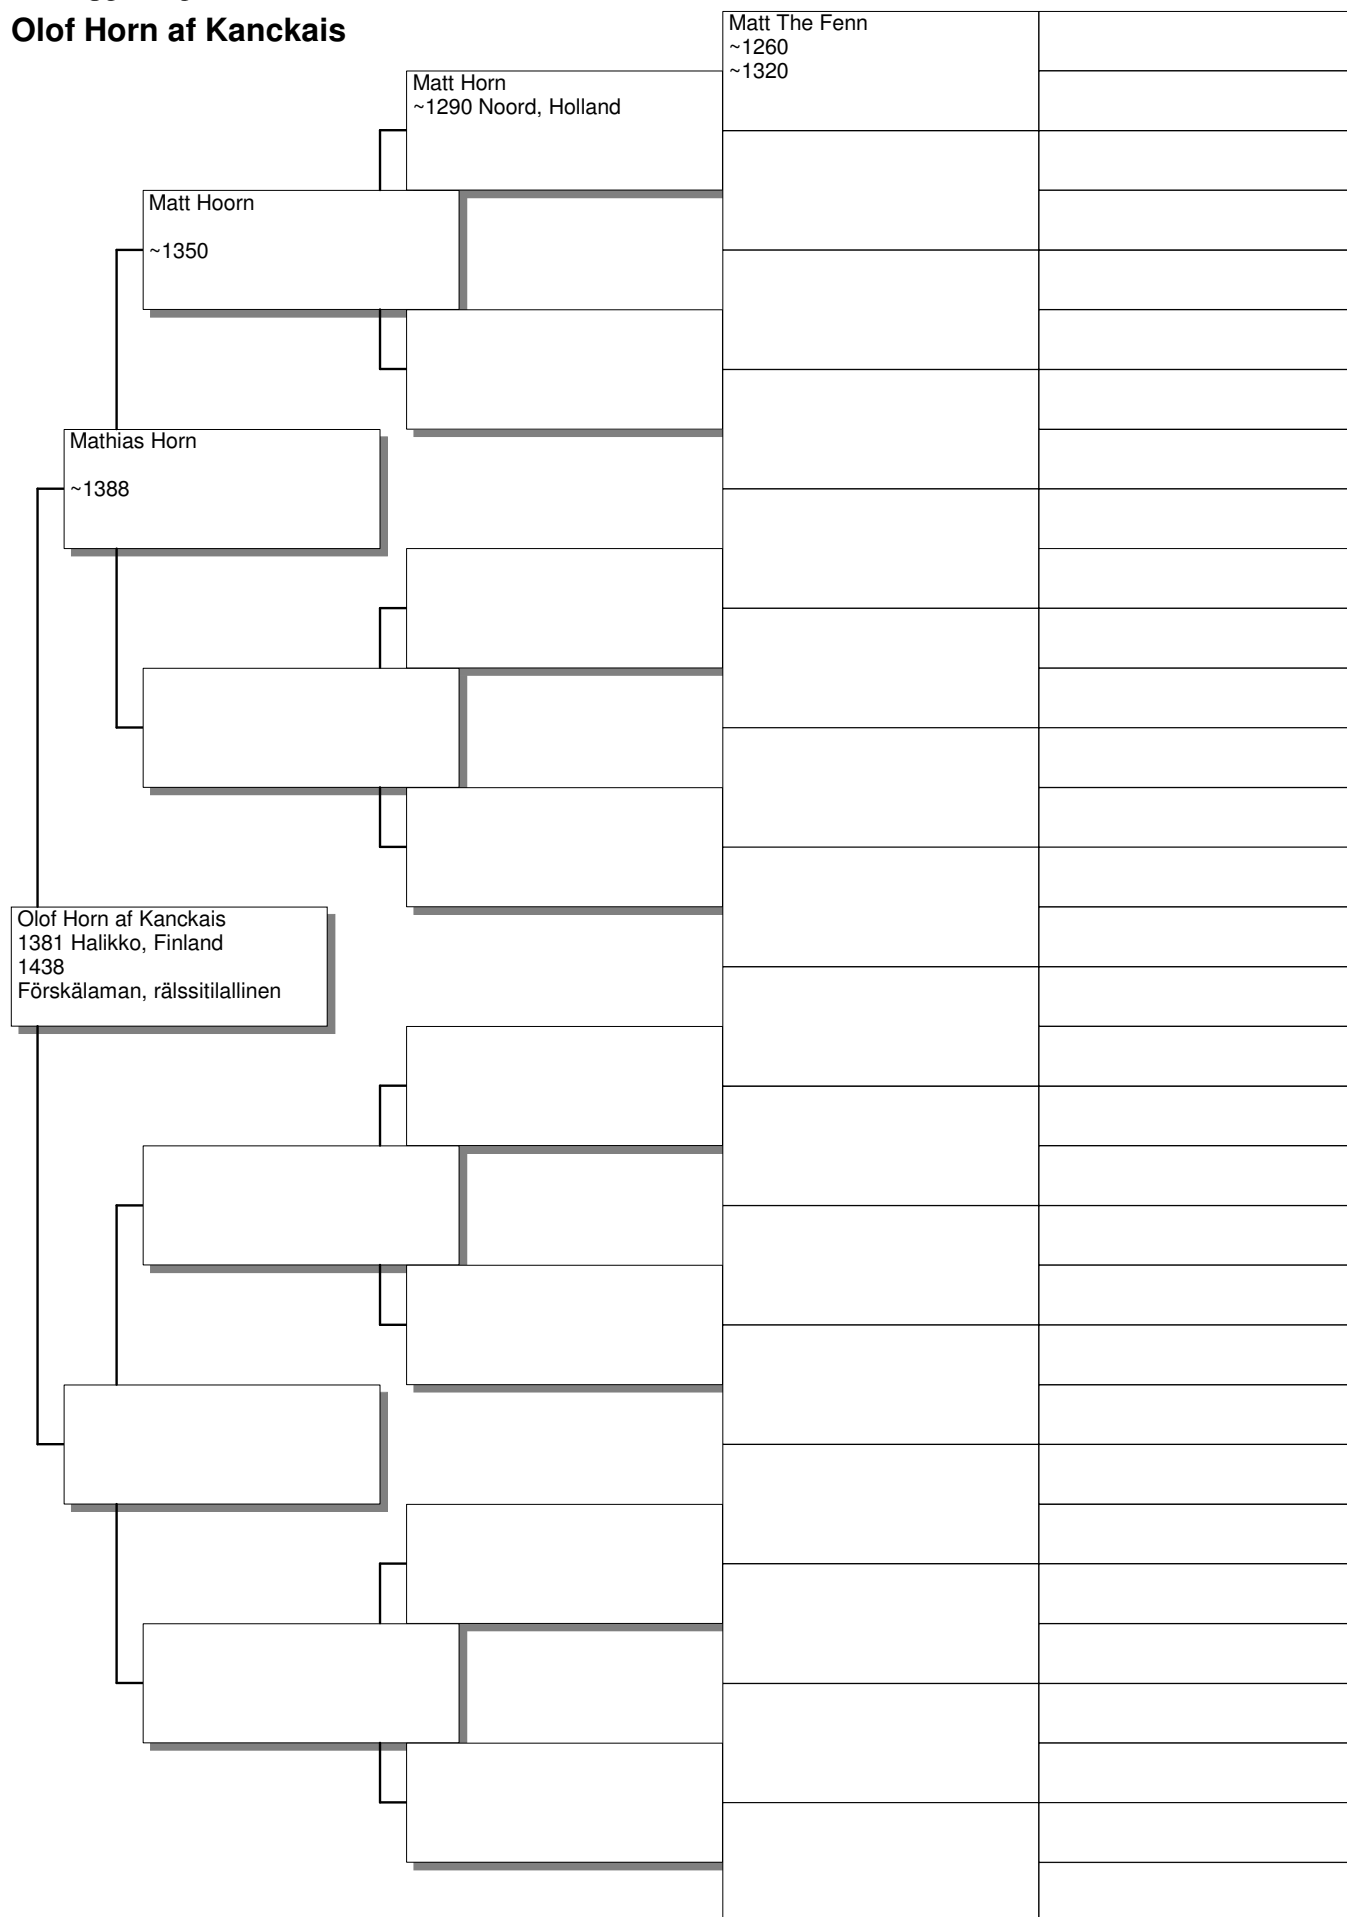 Olof Horn af Kanckais
Matt The Fenn
~1260
~1320
Matt Horn
~1290 Noord, Holland
Matt Hoorn
~1350
Mathias Horn
~1388
Olof Horn af Kanckais
1381 Halikko, Finland
1438
Förskälaman, rälssitilallinen